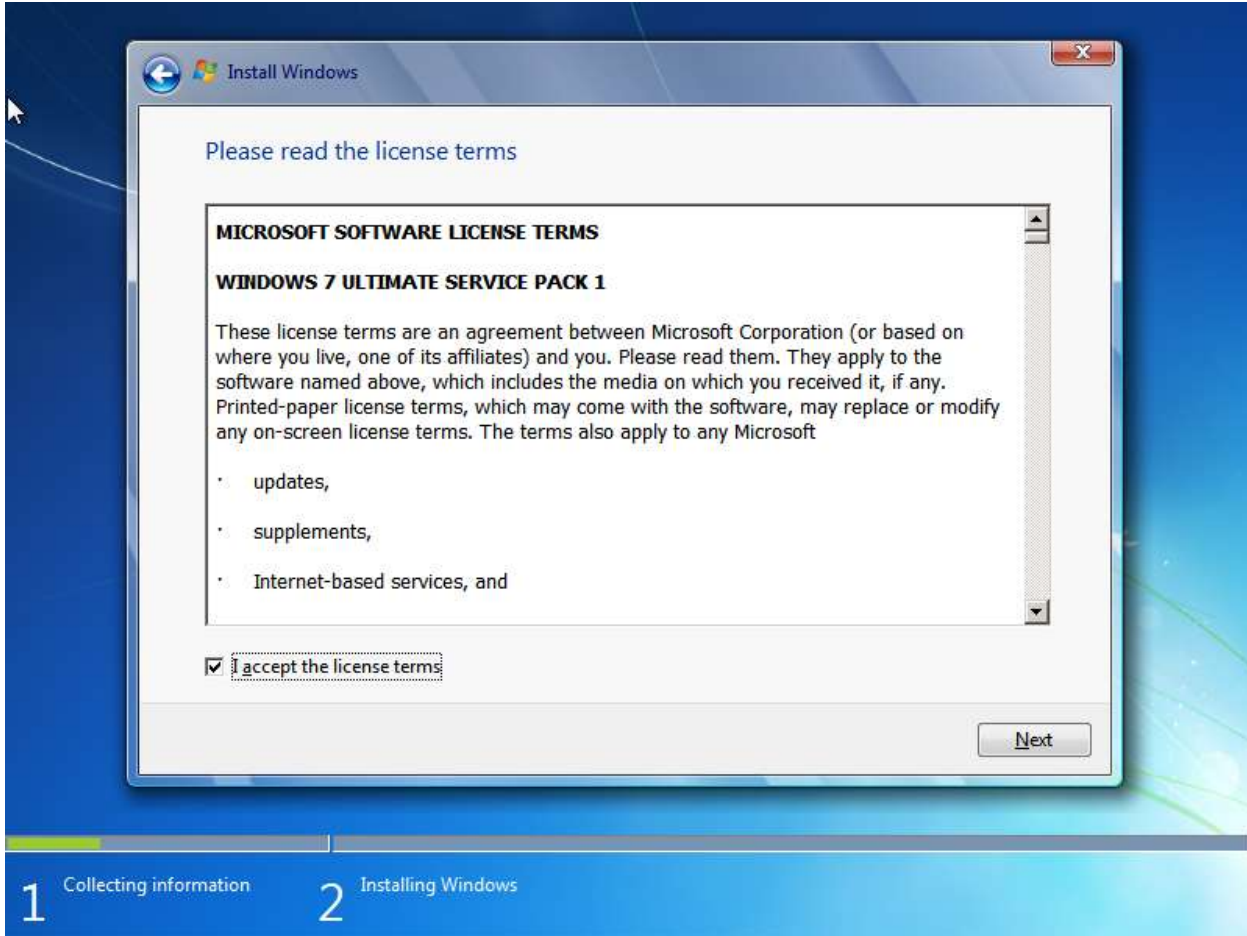 Install Windows
Please read the license terms
MICROSOFT SOFTWARE LICENSE TERMS
WINDOWS 7 ULTIMATE SERVICE PACK 1
These license terms are an agreement between Microsoft Corporation (or based on
where you live, one of its affiliates) and you. Please read them. They apply to the
software named above, which includes the media on which you received it, if any.
Printed-paper license terms, which may come with the software, may replace or modify
any on-screen license terms. The terms also apply to any Microsoft
· updates,
· supplements,
· Internet-based services, and
I accept the license terms
Next
1 Collecting information
2 Installing Windows